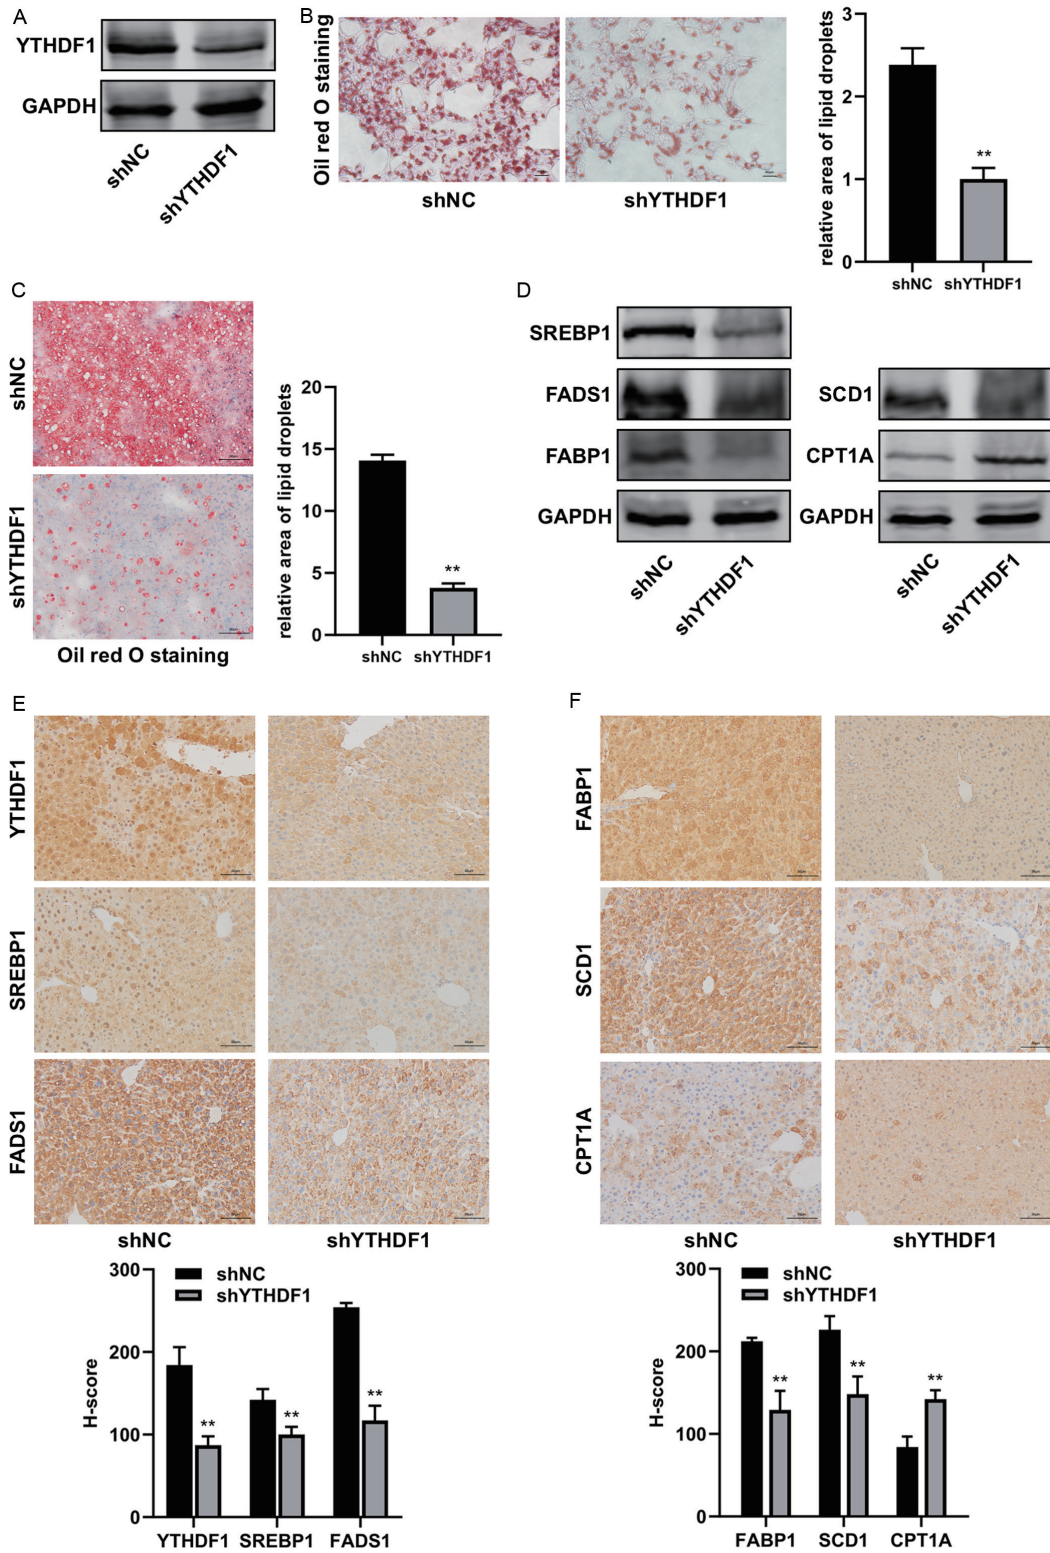 A
YTHDF1
GAPDH
shNC
shYTHDF1
B
Oil red O staining
shNC
shYTHDF1
relative area of lipid droplets
3
2
1
0
**
shNC
shYTHDF1
C
shNC
shYTHDF1
Oil red O staining
relative area of lipid droplets
20
15
10
5
0
**
shNC
shYTHDF1
D
SREBP1
FADS1
FABP1
GAPDH
shNC
shYTHDF1
SCD1
CPT1A
GAPDH
shNC
shYTHDF1
E
YTHDF1
SREBP1
FADS1
shNC
shYTHDF1
H-score
300
200
100
0
shNC
shYTHDF1
**
**
**
YTHDF1
SREBP1
FADS1
F
FABP1
SCD1
CPT1A
shNC
shYTHDF1
H-score
300
200
100
0
shNC
shYTHDF1
**
**
**
FABP1
SCD1
CPT1A